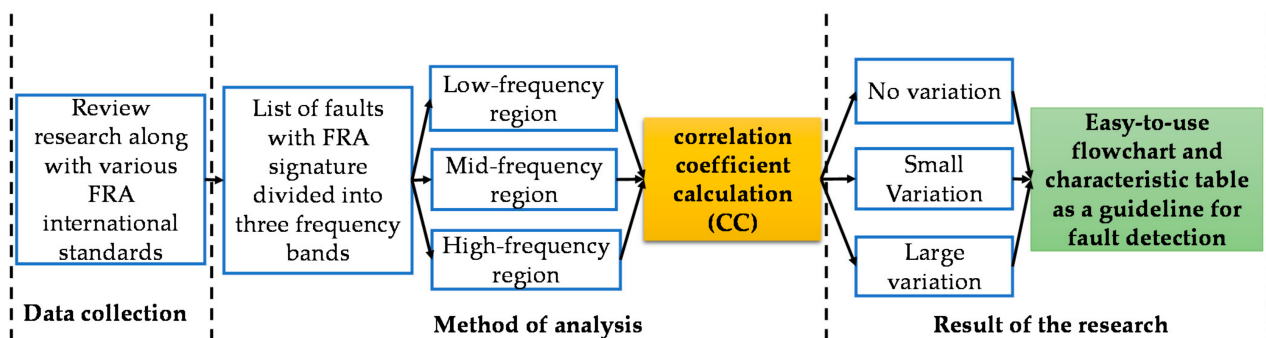 Review
research along
with various
FRA
international
standards
Data collection
List of faults
with FRA
signature
divided into
three frequency
bands
Low-frequency
region
Mid-frequency
region
High-frequency
region
correlation
coefficient
calculation
(CC)
Method of analysis
No variation
Small
Variation
Large
variation
Easy-to-use
flowchart and
characteristic table
as a guideline for
fault detection
Result of the research